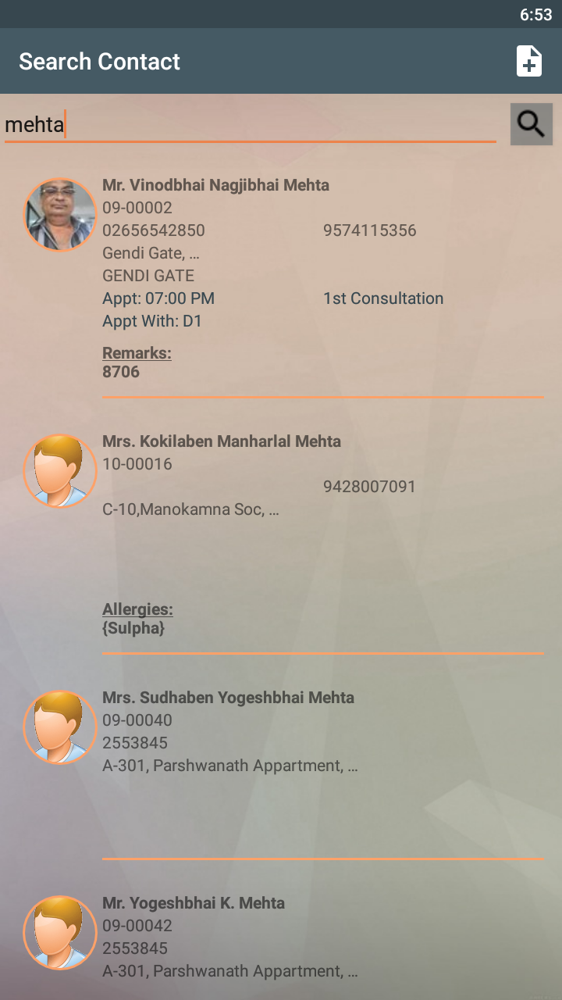 6:53
Search Contact
mehta
Mr. Vinodbhai Nagjibhai Mehta
09-00002
02656542850 9574115356
Gendi Gate, ...
GENDI GATE
Appt: 07:00 PM 1st Consultation
Appt With: D1
Remarks:
8706
Mrs. Kokilaben Manharlal Mehta
10-00016
9428007091
C-10,Manokamna Soc, ...
Allergies:
{Sulpha}
Mrs. Sudhaben Yogeshbhai Mehta
09-00040
2553845
A-301, Parshwanath Appartment, ...
Mr. Yogeshbhai K. Mehta
09-00042
2553845
A-301, Parshwanath Appartment, ...